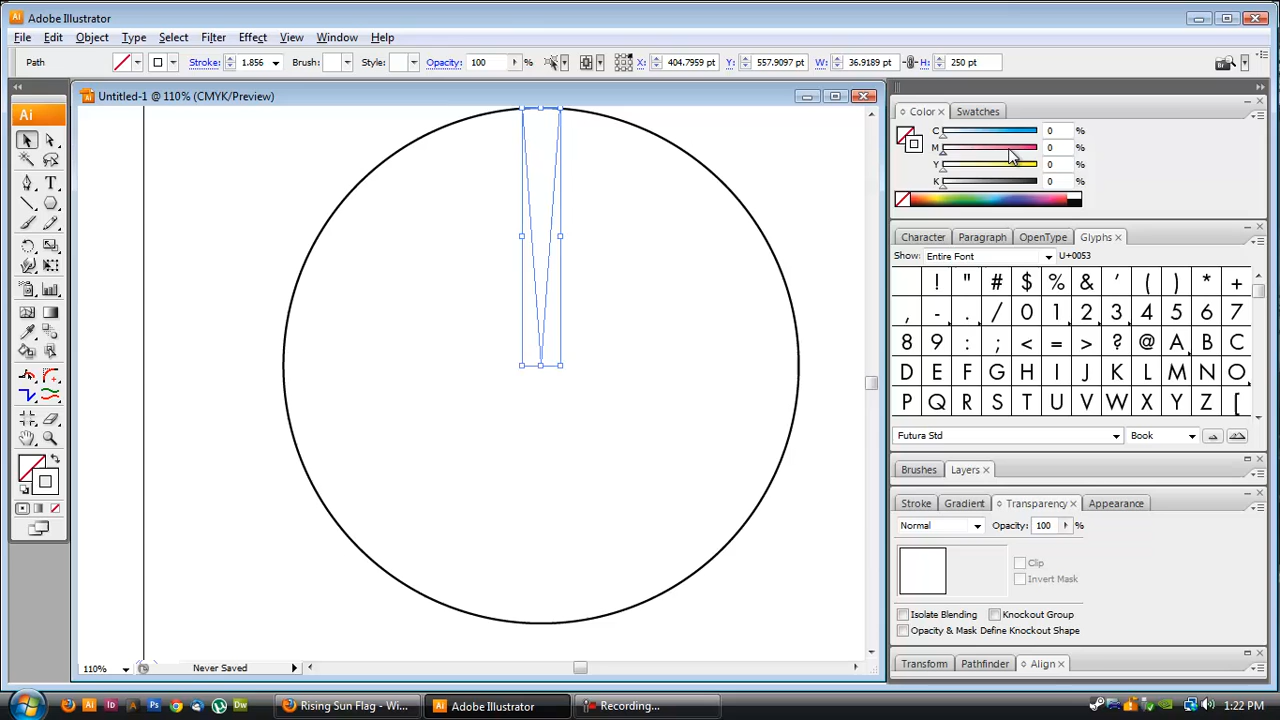 Adobe Illustrator
File Edit Object Type Select Filter Effect View Window Help
Path Stroke: 1.856 Brush: Style: Opacity: 100 % X: 404.7959 pt Y: 557.9097 pt W: 36.9189 pt H: 250 pt
Untitled-1 @ 110% (CMYK/Preview)
Ai
Color Swatches
C 0 %
M 0 %
Y 0 %
K 0 %
Character Paragraph OpenType Glyphs
Show: Entire Font U+0053
! " # $ % & ' ( ) * +
, - . / 0 1 2 3 4 5 6 7
8 9 : ; < = > ? @ A B C
D E F G H I J K L M N O
P Q R S T U V W X Y Z [
Futura Std Book
Brushes Layers
Stroke Gradient Transparency Appearance
Normal Opacity: 100 %
Clip
Invert Mask
Isolate Blending Knockout Group
Opacity & Mask Define Knockout Shape
Transform Pathfinder Align
110% Never Saved
Ai Id Ps Dw Rising Sun Flag - Wi... Adobe Illustrator Recording... 1:22 PM